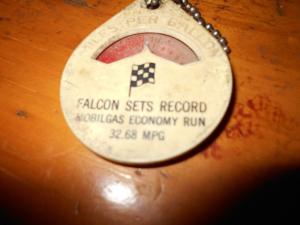 MILES PER GALLON
FALCON SETS RECORD
MOBILGAS ECONOMY RUN
32.68 MPG